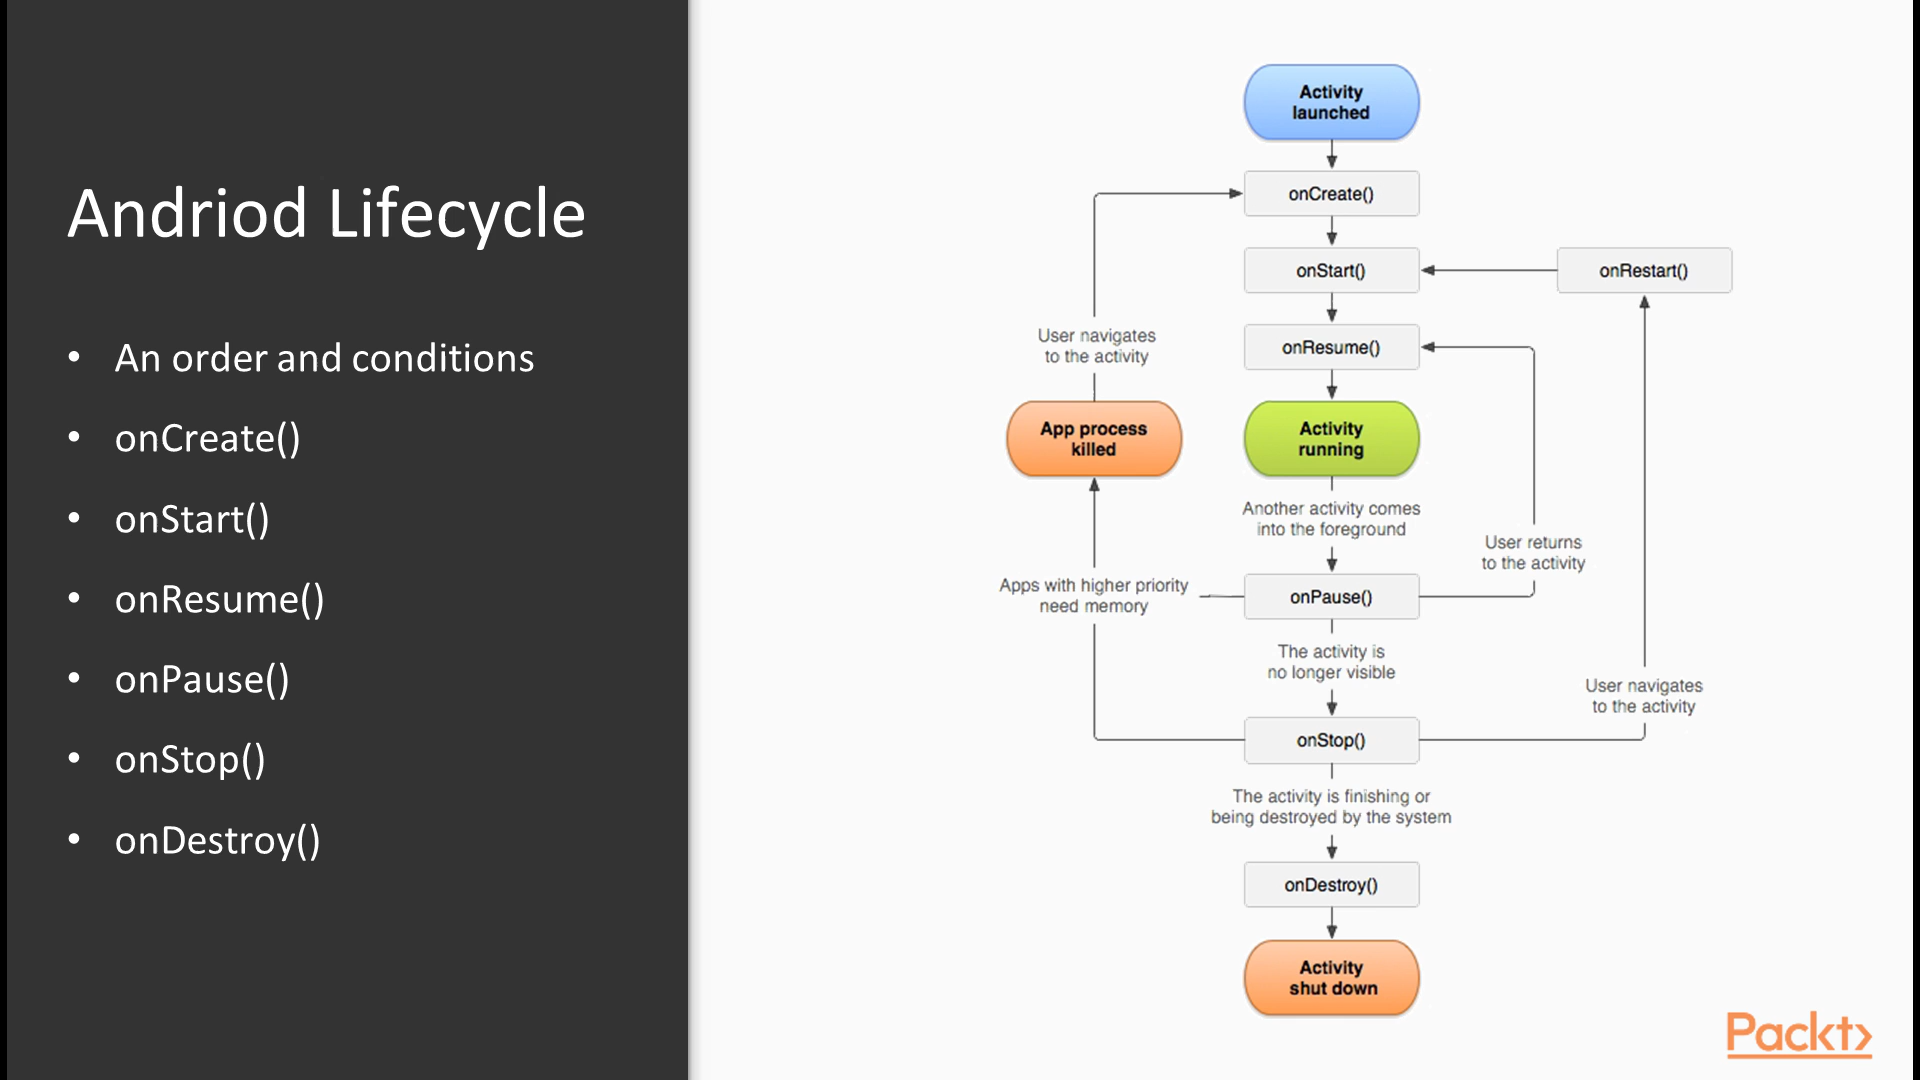 Andriod Lifecycle
• An order and conditions
• onCreate()
• onStart()
• onResume()
• onPause()
• onStop()
• onDestroy()
Activity
launched
onCreate()
onStart()
onRestart()
onResume()
User navigates
to the activity
App process
killed
Activity
running
Another activity comes
into the foreground
User returns
to the activity
Apps with higher priority
need memory
onPause()
The activity is
no longer visible
User navigates
to the activity
onStop()
The activity is finishing or
being destroyed by the system
onDestroy()
Activity
shut down
Packt>